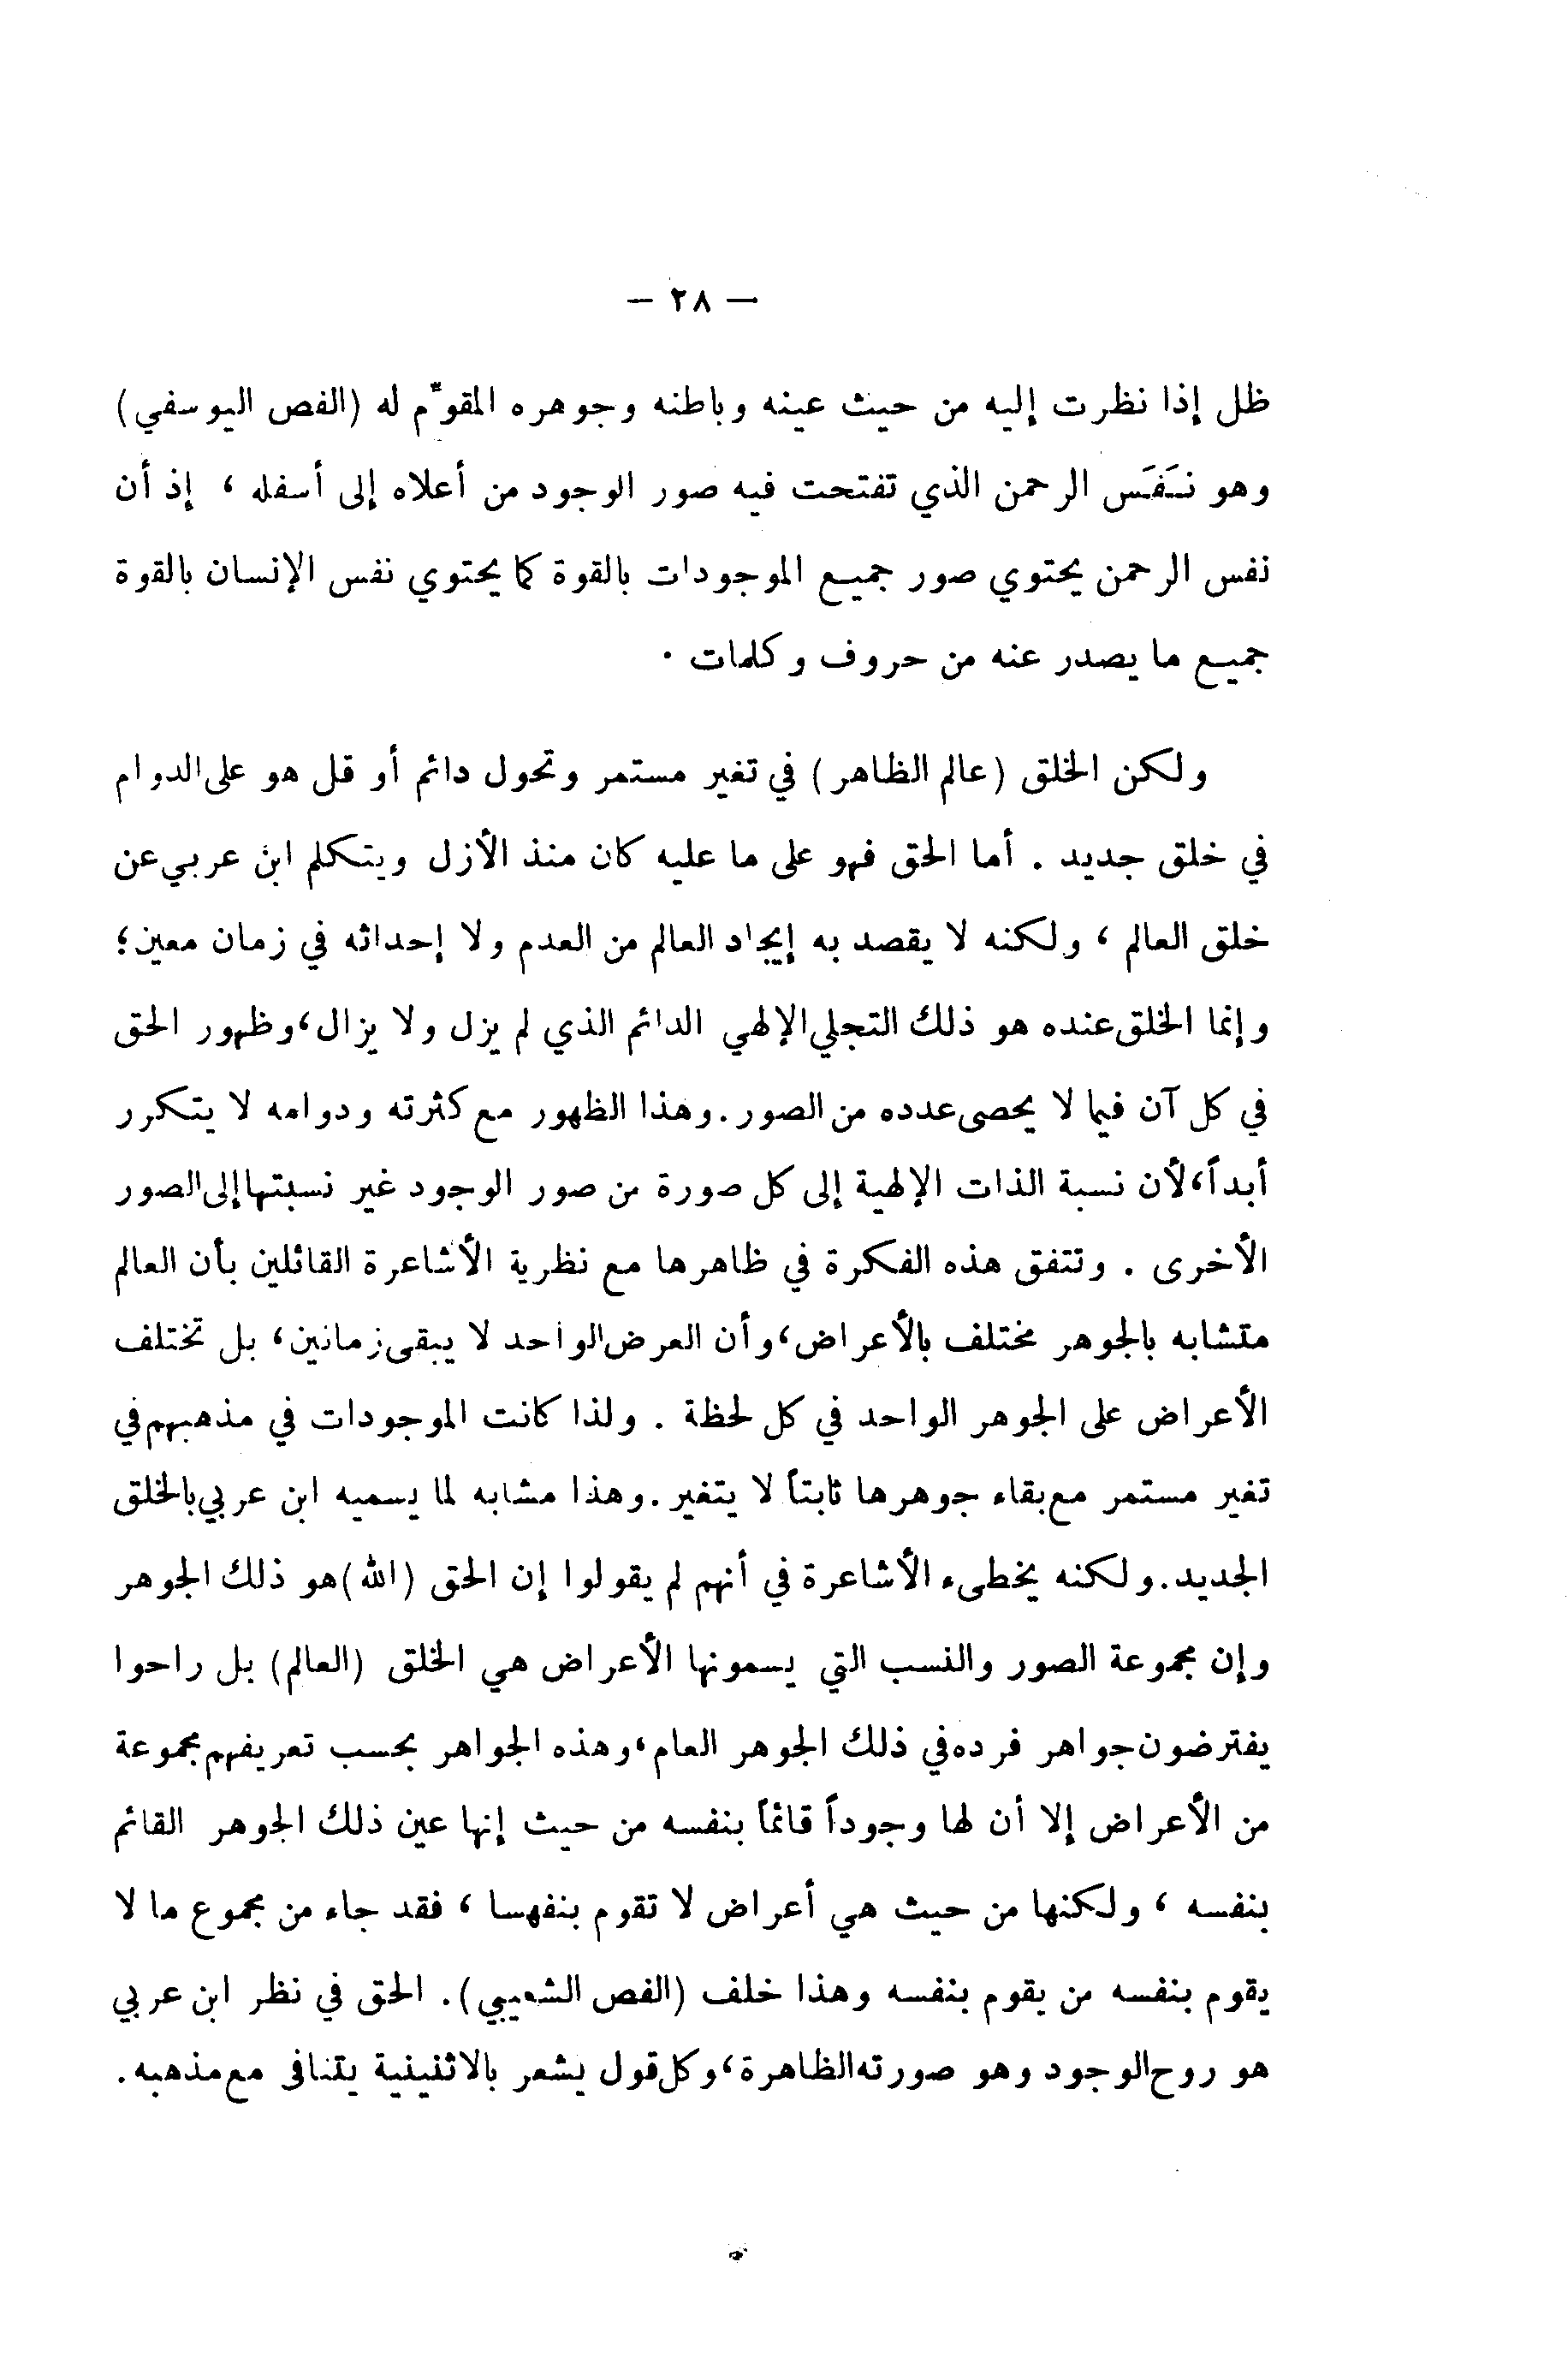 — ٢٨ —
ظل إذا نظرت إليه من حيث عينه وباطنه وجوهره المقوِّم له (الفص اليوسفي)
وهو نَفَس الرحمن الذي تفتحت فيه صور الوجود من أعلاه إلى أسفله ، إذ أن
نفس الرحمن يحتوي صور جميع الموجودات بالقوة كما يحتوي نفس الإنسان بالقوة
جميع ما يصدر عنه من حروف وكلمات .
ولكن الخلق (عالم الظاهر) في تغير مستمر وتحول دائم أو قل هو على الدوام
في خلق جديد . أما الحق فهو على ما عليه كان منذ الأزل ويتكلم ابن عربي عن
خلق العالم ، ولكنه لا يقصد به إيجاد العالم من العدم ولا إحداثه في زمان معين؛
وإنما الخلق عنده هو ذلك التجلي الإلهي الدائم الذي لم يزل ولا يزال،وظهور الحق
في كل آن فيما لا يحصى عدده من الصور.وهذا الظهور مع كثرته ودوامه لا يتكرر
أبداً،لأن نسبة الذات الإلهية إلى كل صورة من صور الوجود غير نسبتها إلى الصور
الأخرى . وتتفق هذه الفكرة في ظاهرها مع نظرية الأشاعرة القائلين بأن العالم
متشابه بالجوهر مختلف بالأعراض،وأن العرض الواحد لا يبقى زمانين، بل تختلف
الأعراض على الجوهر الواحد في كل لحظة . ولذا كانت الموجودات في مذهبهم في
تغير مستمر مع بقاء جوهرها ثابتاً لا يتغير.وهذا مشابه لما يسميه ابن عربي بالخلق
الجديد.ولكنه يخطىء الأشاعرة في أنهم لم يقولوا إن الحق (الله)هو ذلك الجوهر
وإن مجموعة الصور والنسب التي يسمونها الأعراض هي الخلق (العالم) بل راحوا
يفترضون جواهر فرده في ذلك الجوهر العام،وهذه الجواهر بحسب تعريفهم مجموعة
من الأعراض إلا أن لها وجوداً قائماً بنفسه من حيث إنها عين ذلك الجوهر القائم
بنفسه ، ولكنها من حيث هي أعراض لا تقوم بنفهسا ، فقد جاء من مجموع ما لا
يقوم بنفسه من يقوم بنفسه وهذا خلف (الفص الشعيبي). الحق في نظر ابن عربي
هو روح الوجود وهو صورته الظاهرة،وكل قول يشعر بالاثنينية يتنافى مع مذهبه.